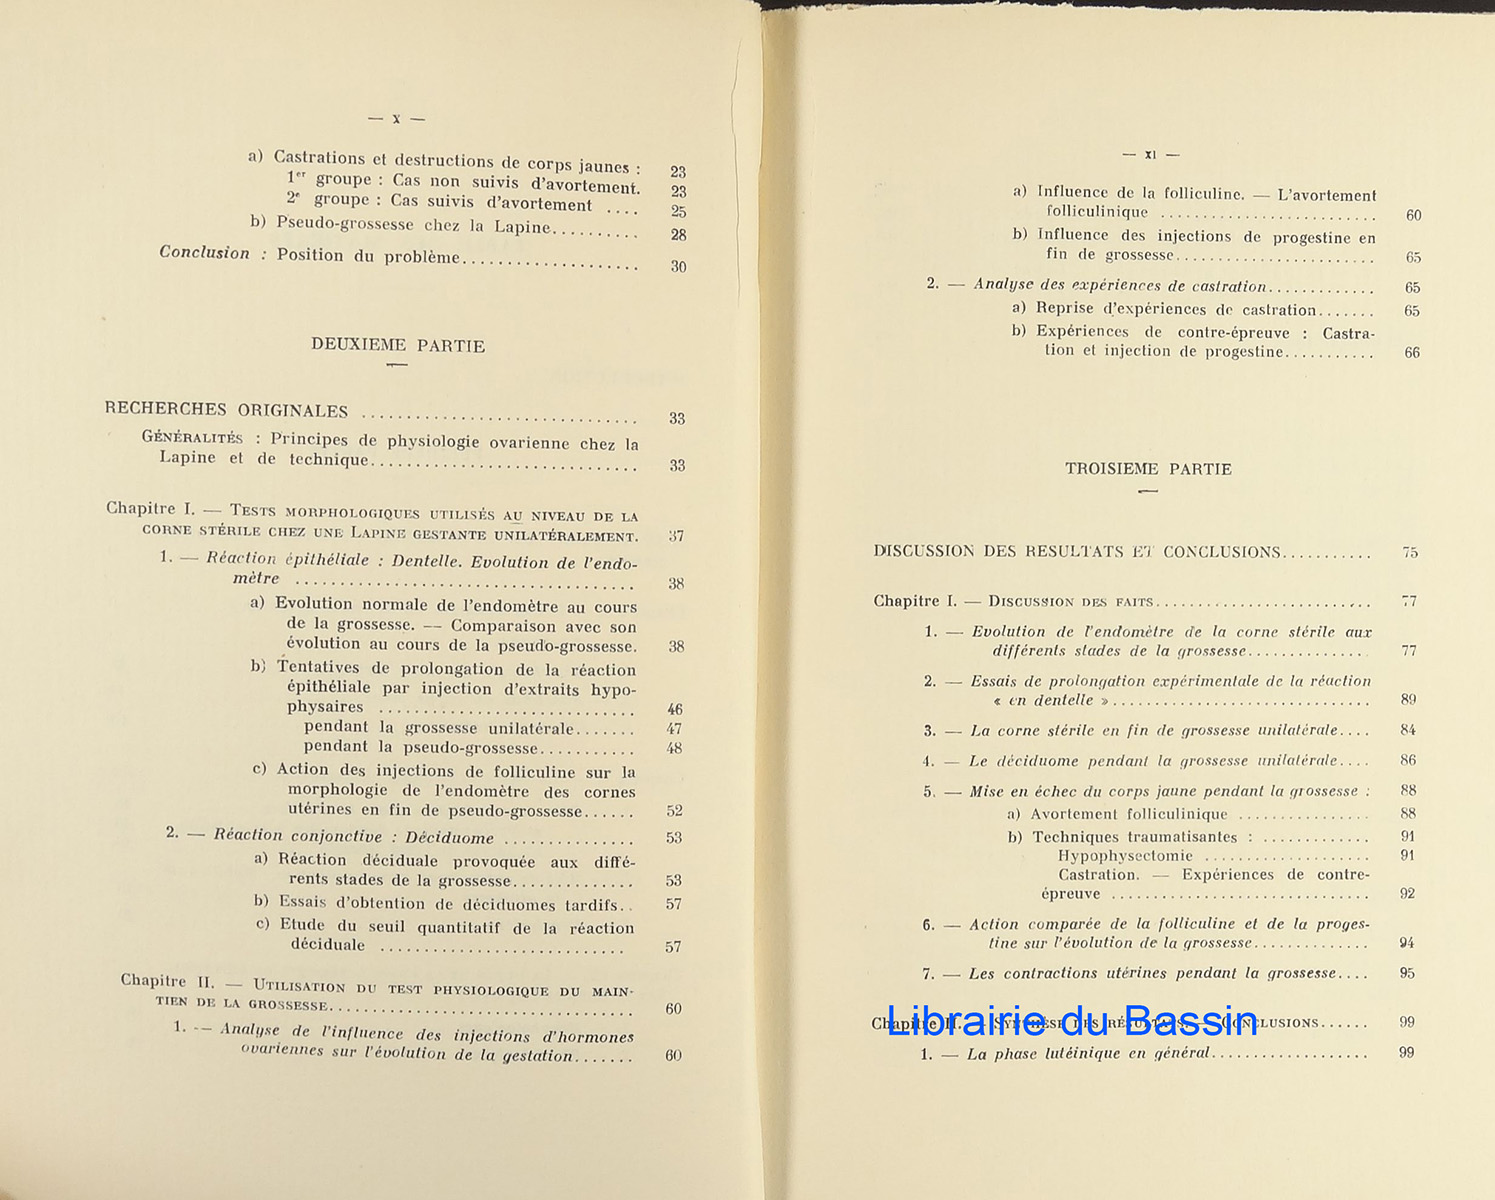 — X —
a) Castrations et destructions de corps jaunes : 23
1er groupe : Cas non suivis d'avortement. 23
2e groupe : Cas suivis d'avortement .... 25
b) Pseudo-grossesse chez la Lapine.......... 28
Conclusion : Position du problème.................... 30
DEUXIEME PARTIE
RECHERCHES ORIGINALES .............................. 33
GÉNÉRALITÉS : Principes de physiologie ovarienne chez la
Lapine et de technique.............................. 33
Chapitre I. — TESTS MORPHOLOGIQUES UTILISÉS AU NIVEAU DE LA
CORNE STÉRILE CHEZ UNE LAPINE GESTANTE UNILATÉRALEMENT. 37
1. — Réaction épithéliale : Dentelle. Evolution de l'endo-
mètre ...................................... 38
a) Evolution normale de l'endomètre au cours
de la grossesse. — Comparaison avec son
évolution au cours de la pseudo-grossesse. 38
b) Tentatives de prolongation de la réaction
épithéliale par injection d'extraits hypo-
physaires ............................. 46
pendant la grossesse unilatérale....... 47
pendant la pseudo-grossesse........... 48
c) Action des injections de folliculine sur la
morphologie de l'endomètre des cornes
utérines en fin de pseudo-grossesse...... 52
2. — Réaction conjonctive : Déciduome ............... 53
a) Réaction déciduale provoquée aux diffé-
rents stades de la grossesse.............. 53
b) Essais d'obtention de déciduomes tardifs.. 57
c) Etude du seuil quantitatif de la réaction
déciduale ............................ 57
Chapitre II. — UTILISATION DU TEST PHYSIOLOGIQUE DU MAIN-
TIEN DE LA GROSSESSE.................................. 60
1. — Analyse de l'influence des injections d'hormones
ovariennes sur l'évolution de la gestation....... 60
— XI —
a) Influence de la folliculine. — L'avortement
folliculinique ......................... 60
b) Influence des injections de progestine en
fin de grossesse....................... 65
2. — Analyse des expériences de castration............. 65
a) Reprise d'expériences de castration....... 65
b) Expériences de contre-épreuve : Castra-
tion et injection de progestine........... 66
TROISIEME PARTIE
DISCUSSION DES RESULTATS ET CONCLUSIONS........... 75
Chapitre I. — DISCUSSION DES FAITS.......................... 77
1. — Evolution de l'endomètre de la corne stérile aux
différents stades de la grossesse.............. 77
2. — Essais de prolongation expérimentale de la réaction
« en dentelle »............................. 89
3. — La corne stérile en fin de grossesse unilatérale.... 84
4. — Le déciduome pendant la grossesse unilatérale.... 86
5. — Mise en échec du corps jaune pendant la grossesse : 88
a) Avortement folliculinique ................ 88
b) Techniques traumatisantes : ............. 91
Hypophysectomie ................... 91
Castration. — Expériences de contre-
épreuve ............................. 92
6. — Action comparée de la folliculine et de la proges-
tine sur l'évolution de la grossesse.............. 94
7. — Les contractions utérines pendant la grossesse.... 95
Chapitre II. — SYNTHÈSE DES RÉSULTATS. — CONCLUSIONS...... 99
Librairie du Bassin
1. — La phase lutéinique en général................... 99